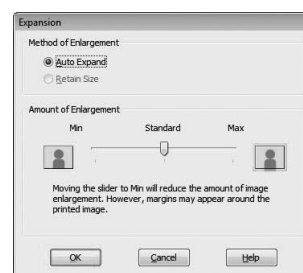 Expansion
Method of Enlargement
Auto Expand
Retain Size
Amount of Enlargement
Min Standard Max
Moving the slider to Min will reduce the amount of image
enlargement. However, margins may appear around the
printed image.
OK Cancel Help